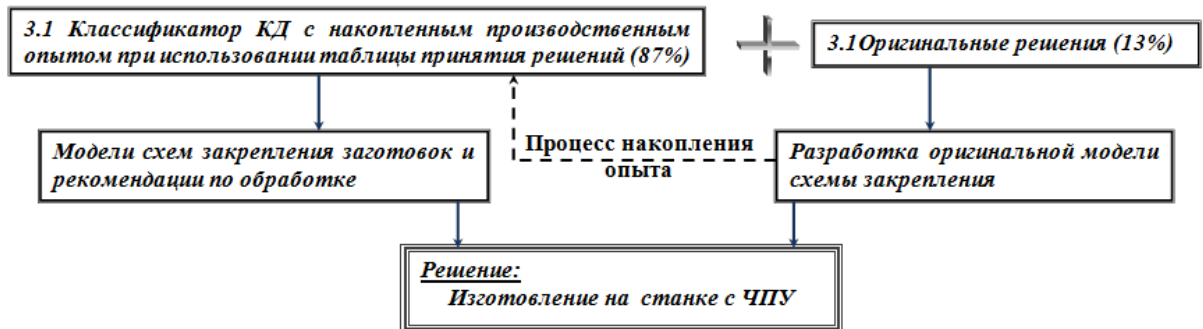 3.1 Классификатор КД с накопленным производственным
опытом при использовании таблицы принятия решений (87%)
3.1Оригинальные решения (13%)
Модели схем закрепления заготовок и
рекомендации по обработке
Процесс накопления
опыта
Разработка оригинальной модели
схемы закрепления
Решение:
Изготовление на станке с ЧПУ